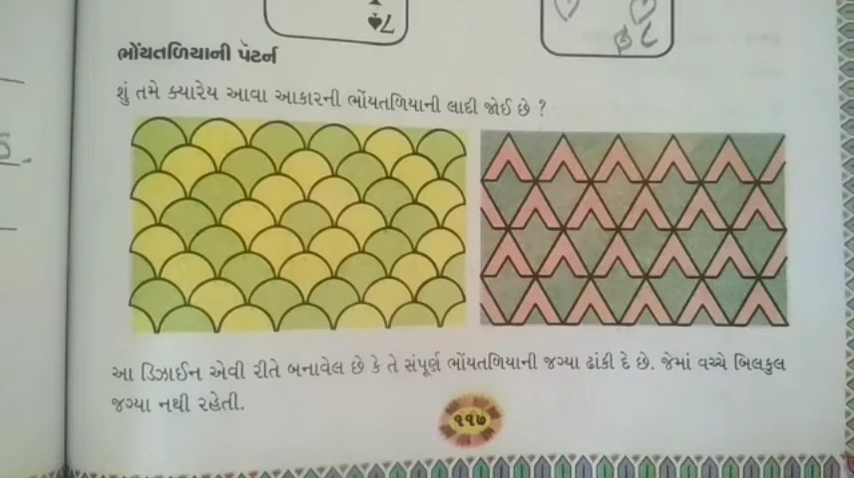 ભોંયતળિયાની પૅટર્ન
શું તમે ક્યારેય આવા આકારની ભોંયતળિયાની લાદી જોઈ છે ?
આ ડિઝાઈન એવી રીતે બનાવેલ છે કે તે સંપૂર્ણ ભોંયતળિયાની જગ્યા ઢાંકી દે છે. જેમાં વચ્ચે બિલકુલ
જગ્યા નથી રહેતી.
૧૧૭